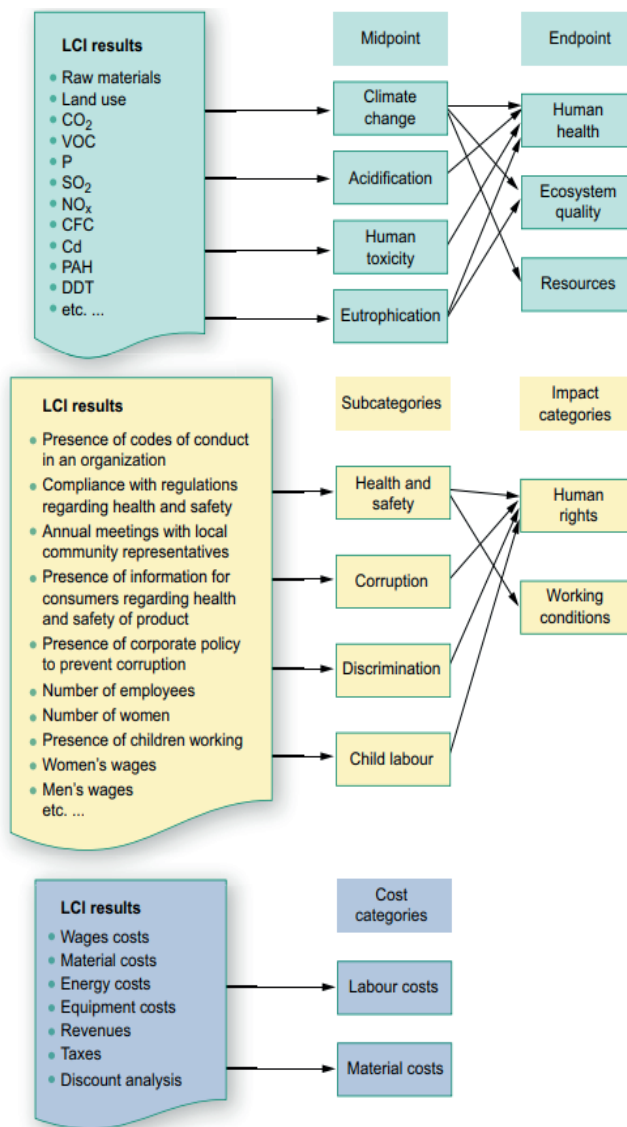 LCI results
• Raw materials
• Land use
• CO₂
• VOC
• P
• SO₂
• NOₓ
• CFC
• Cd
• PAH
• DDT
• etc. ...
Midpoint
Climate
change
Acidification
Human
toxicity
Eutrophication
Endpoint
Human
health
Ecosystem
quality
Resources
LCI results
• Presence of codes of conduct
in an organization
• Compliance with regulations
regarding health and safety
• Annual meetings with local
community representatives
• Presence of information for
consumers regarding health
and safety of product
• Presence of corporate policy
to prevent corruption
• Number of employees
• Number of women
• Presence of children working
• Women's wages
• Men's wages
etc. ...
Subcategories
Health and
safety
Corruption
Discrimination
Child labour
Impact
categories
Human
rights
Working
conditions
LCI results
• Wages costs
• Material costs
• Energy costs
• Equipment costs
• Revenues
• Taxes
• Discount analysis
Cost
categories
Labour costs
Material costs